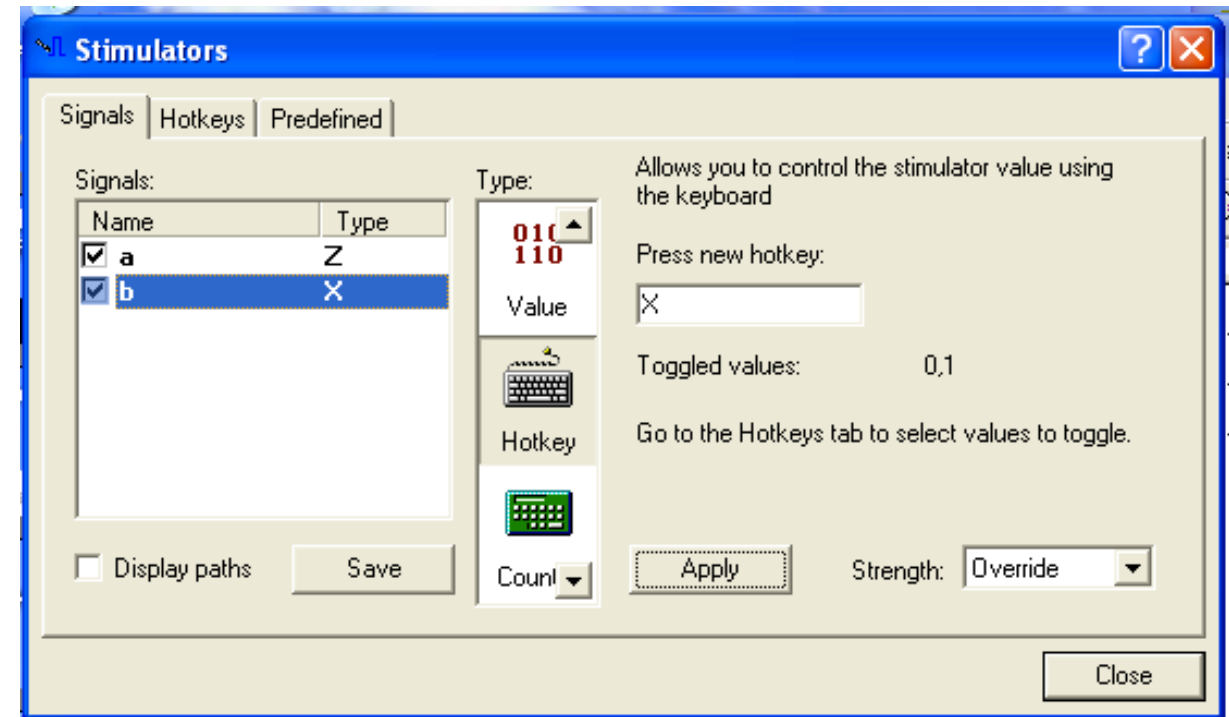 Stimulators
Signals Hotkeys Predefined
Signals:
Name Type
a Z
b X
Display paths Save
Type:
Value
Hotkey
Allows you to control the stimulator value using
the keyboard
Press new hotkey:
X
Toggled values: 0,1
Go to the Hotkeys tab to select values to toggle.
Apply Strength: Override
Close